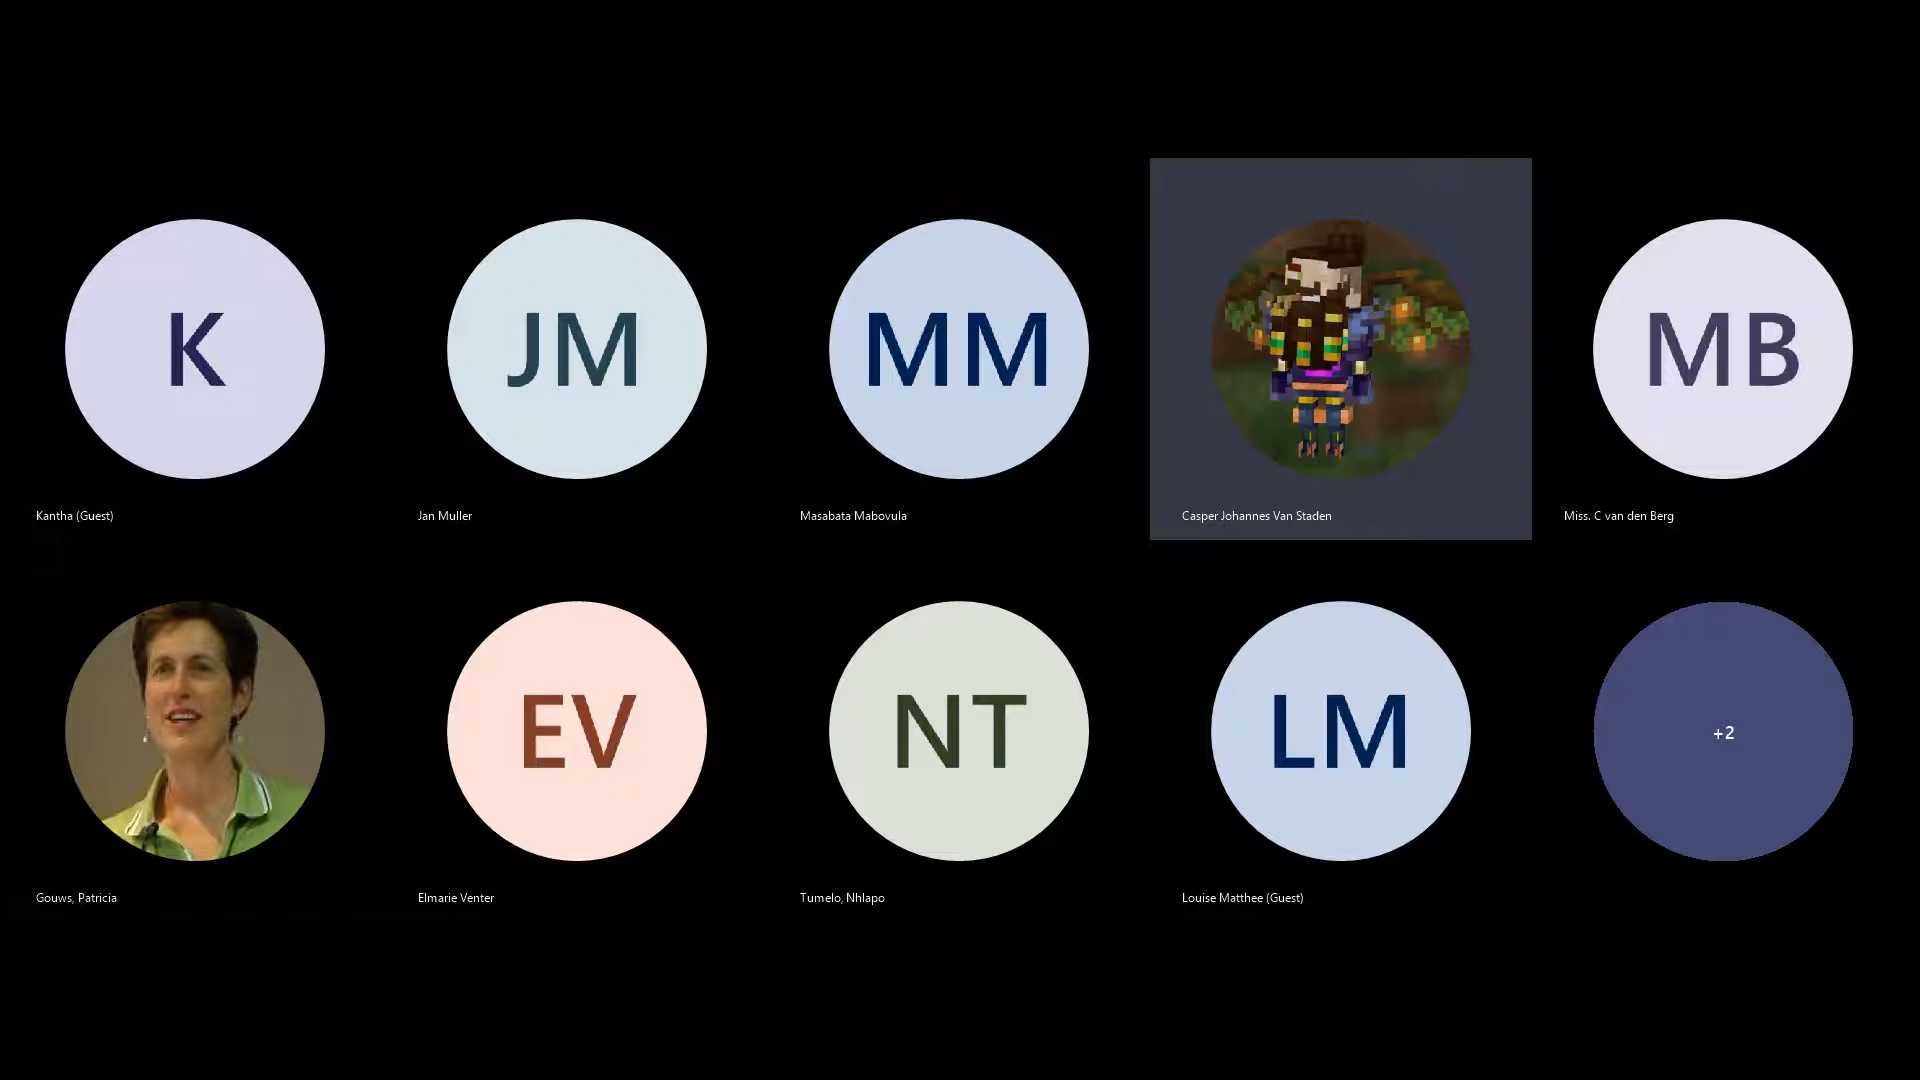 K
JM
MM
MB
Kantha (Guest)
Jan Muller
Masabata Mabovula
Casper Johannes Van Staden
Miss. C van den Berg
EV
NT
LM
+2
Gouws, Patricia
Elmarie Venter
Tumelo, Nhlapo
Louise Matthee (Guest)